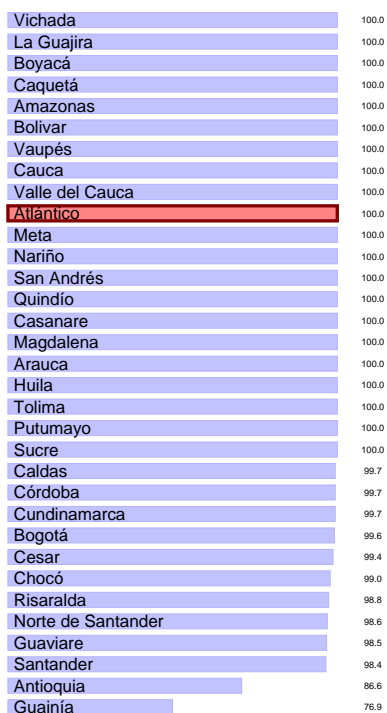 Vichada 100.0
La Guajira 100.0
Boyacá 100.0
Caquetá 100.0
Amazonas 100.0
Bolivar 100.0
Vaupés 100.0
Cauca 100.0
Valle del Cauca 100.0
Atlántico 100.0
Meta 100.0
Nariño 100.0
San Andrés 100.0
Quindío 100.0
Casanare 100.0
Magdalena 100.0
Arauca 100.0
Huila 100.0
Tolima 100.0
Putumayo 100.0
Sucre 100.0
Caldas 99.7
Córdoba 99.7
Cundinamarca 99.7
Bogotá 99.6
Cesar 99.4
Chocó 99.0
Risaralda 98.8
Norte de Santander 98.6
Guaviare 98.5
Santander 98.4
Antioquia 86.6
Guainía 76.9